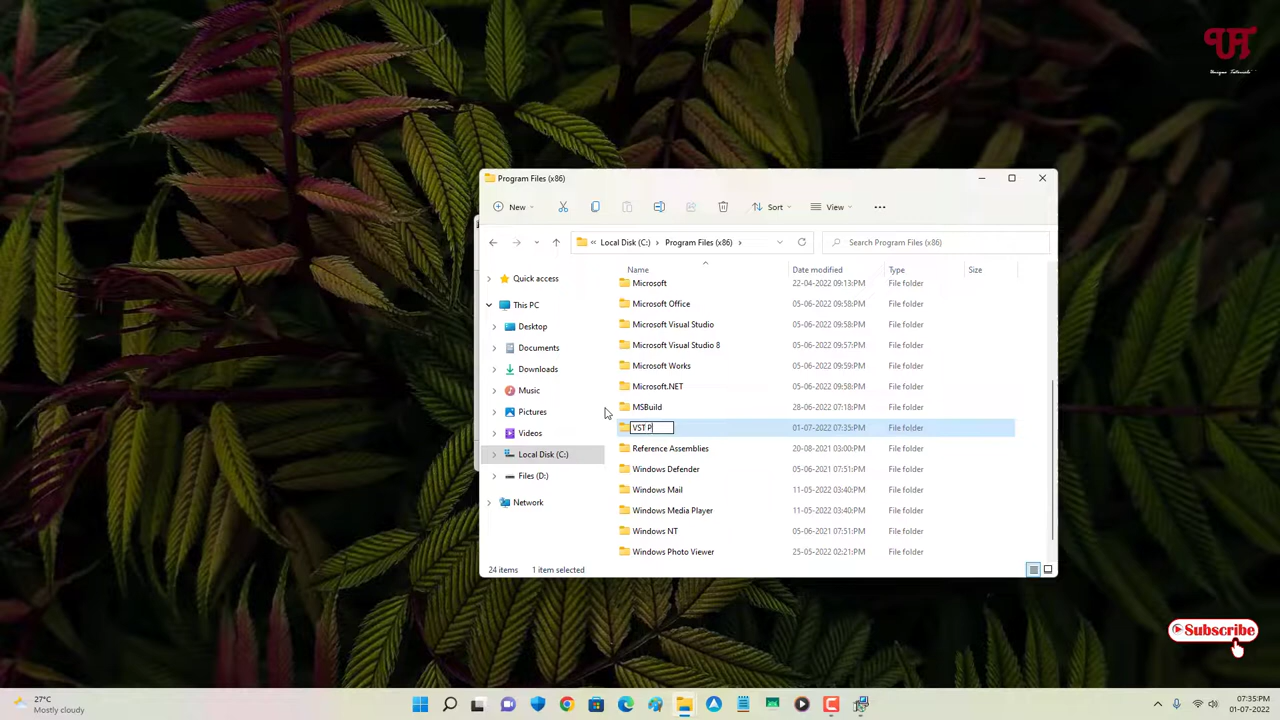 UT
Unique Tutorials
Program Files (x86)
New
Sort
View
Local Disk (C:)
Program Files (x86)
Search Program Files (x86)
Name
Date modified
Type
Size
Quick access
This PC
Desktop
Documents
Downloads
Music
Pictures
Videos
Local Disk (C:)
Files (D:)
Network
Microsoft 22-04-2022 09:13:PM File folder
Microsoft Office 05-06-2022 09:58:PM File folder
Microsoft Visual Studio 05-06-2022 09:58:PM File folder
Microsoft Visual Studio 8 05-06-2022 09:57:PM File folder
Microsoft Works 05-06-2022 09:59:PM File folder
Microsoft.NET 05-06-2022 09:58:PM File folder
MSBuild 28-06-2022 07:18:PM File folder
VST P 01-07-2022 07:35:PM File folder
Reference Assemblies 20-08-2021 03:00:PM File folder
Windows Defender 05-06-2021 07:51:PM File folder
Windows Mail 11-05-2022 03:40:PM File folder
Windows Media Player 11-05-2022 03:40:PM File folder
Windows NT 05-06-2021 07:51:PM File folder
Windows Photo Viewer 25-05-2022 02:21:PM File folder
24 items 1 item selected
Subscribe
27°C
Mostly cloudy
07:35:PM
01-07-2022